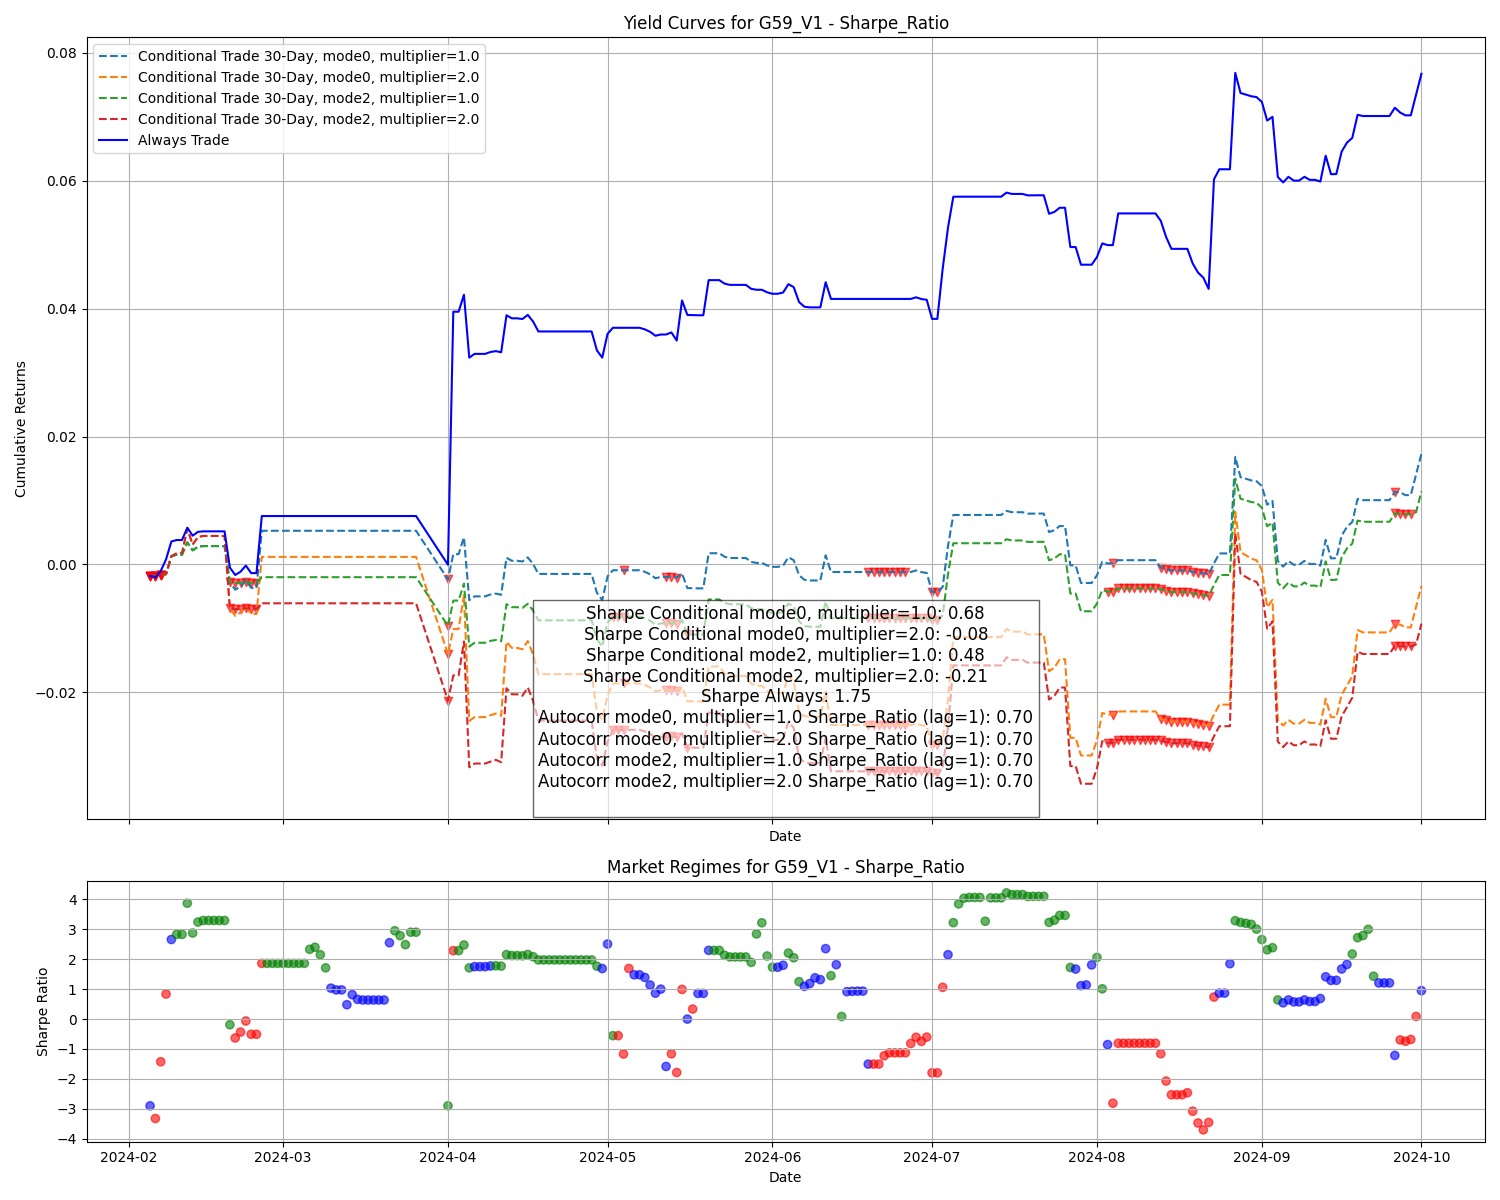 Yield Curves for G59_V1 - Sharpe_Ratio
Conditional Trade 30-Day, mode0, multiplier=1.0
Conditional Trade 30-Day, mode0, multiplier=2.0
Conditional Trade 30-Day, mode2, multiplier=1.0
Conditional Trade 30-Day, mode2, multiplier=2.0
Always Trade
Cumulative Returns
0.08
0.06
0.04
0.02
0.00
−0.02
Sharpe Conditional mode0, multiplier=1.0: 0.68
Sharpe Conditional mode0, multiplier=2.0: -0.08
Sharpe Conditional mode2, multiplier=1.0: 0.48
Sharpe Conditional mode2, multiplier=2.0: -0.21
Sharpe Always: 1.75
Autocorr mode0, multiplier=1.0 Sharpe_Ratio (lag=1): 0.70
Autocorr mode0, multiplier=2.0 Sharpe_Ratio (lag=1): 0.70
Autocorr mode2, multiplier=1.0 Sharpe_Ratio (lag=1): 0.70
Autocorr mode2, multiplier=2.0 Sharpe_Ratio (lag=1): 0.70
Date
Market Regimes for G59_V1 - Sharpe_Ratio
Sharpe Ratio
4
3
2
1
0
−1
−2
−3
−4
2024-02
2024-03
2024-04
2024-05
2024-06
2024-07
2024-08
2024-09
2024-10
Date